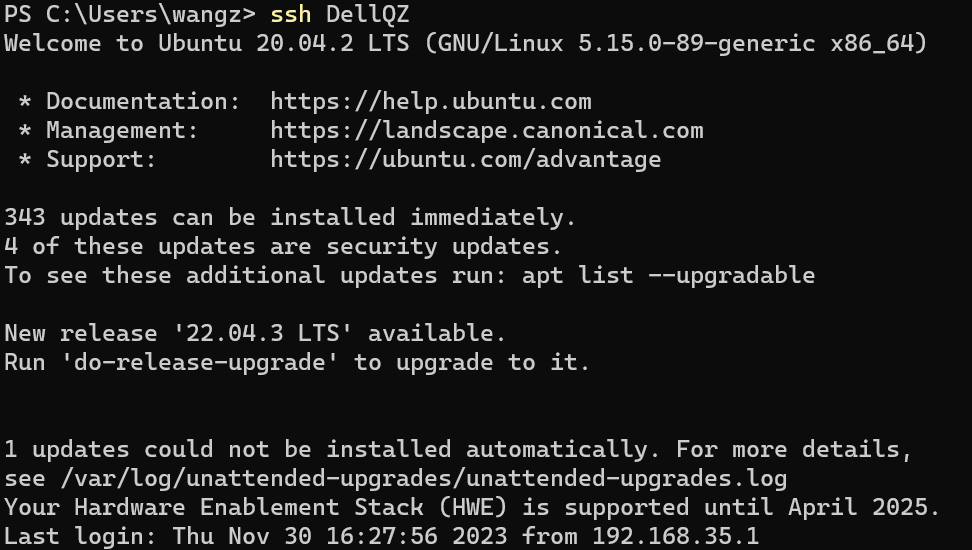 PS C:\Users\wangz> ssh DellQZ
Welcome to Ubuntu 20.04.2 LTS (GNU/Linux 5.15.0-89-generic x86_64)
* Documentation:  https://help.ubuntu.com
* Management:     https://landscape.canonical.com
* Support:        https://ubuntu.com/advantage
343 updates can be installed immediately.
4 of these updates are security updates.
To see these additional updates run: apt list --upgradable
New release '22.04.3 LTS' available.
Run 'do-release-upgrade' to upgrade to it.
1 updates could not be installed automatically. For more details,
see /var/log/unattended-upgrades/unattended-upgrades.log
Your Hardware Enablement Stack (HWE) is supported until April 2025.
Last login: Thu Nov 30 16:27:56 2023 from 192.168.35.1